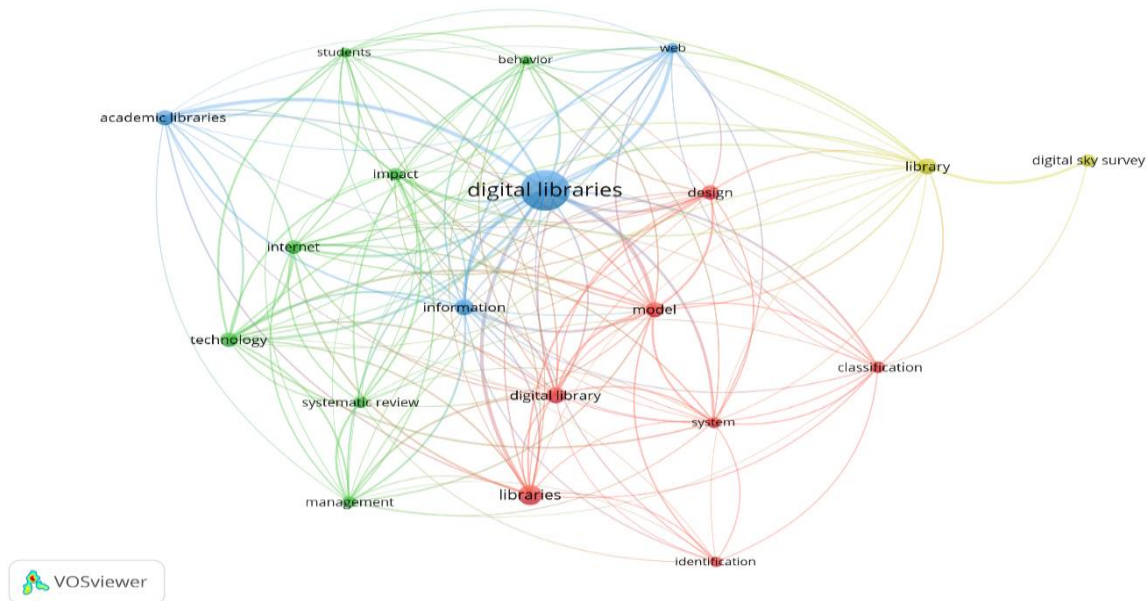 students
behavior
web
academic libraries
impact
digital libraries
design
library
digital sky survey
internet
information
model
technology
classification
systematic review
digital library
system
management
libraries
identification
VOSviewer